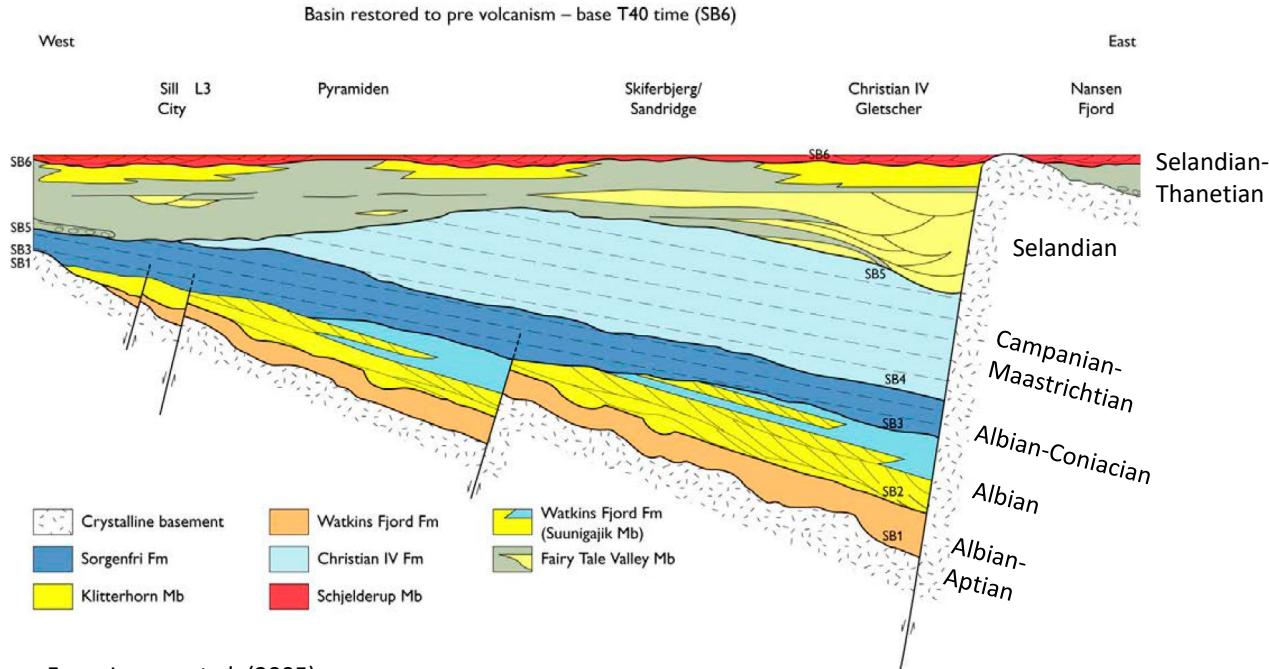 Basin restored to pre volcanism – base T40 time (SB6)
West
East
Sill L3
City
Pyramiden
Skiferbjerg/
Sandridge
Christian IV
Gletscher
Nansen
Fjord
SB6
SB6
Selandian-
Thanetian
SB5
SB3
SB1
Selandian
SB5
Campanian-
Maastrichtian
SB4
SB3
Albian-Coniacian
SB2
Albian
SB1
Albian-
Aptian
Crystalline basement
Watkins Fjord Fm
Watkins Fjord Fm
(Suunigajik Mb)
Sorgenfri Fm
Christian IV Fm
Fairy Tale Valley Mb
Klitterhorn Mb
Schjelderup Mb